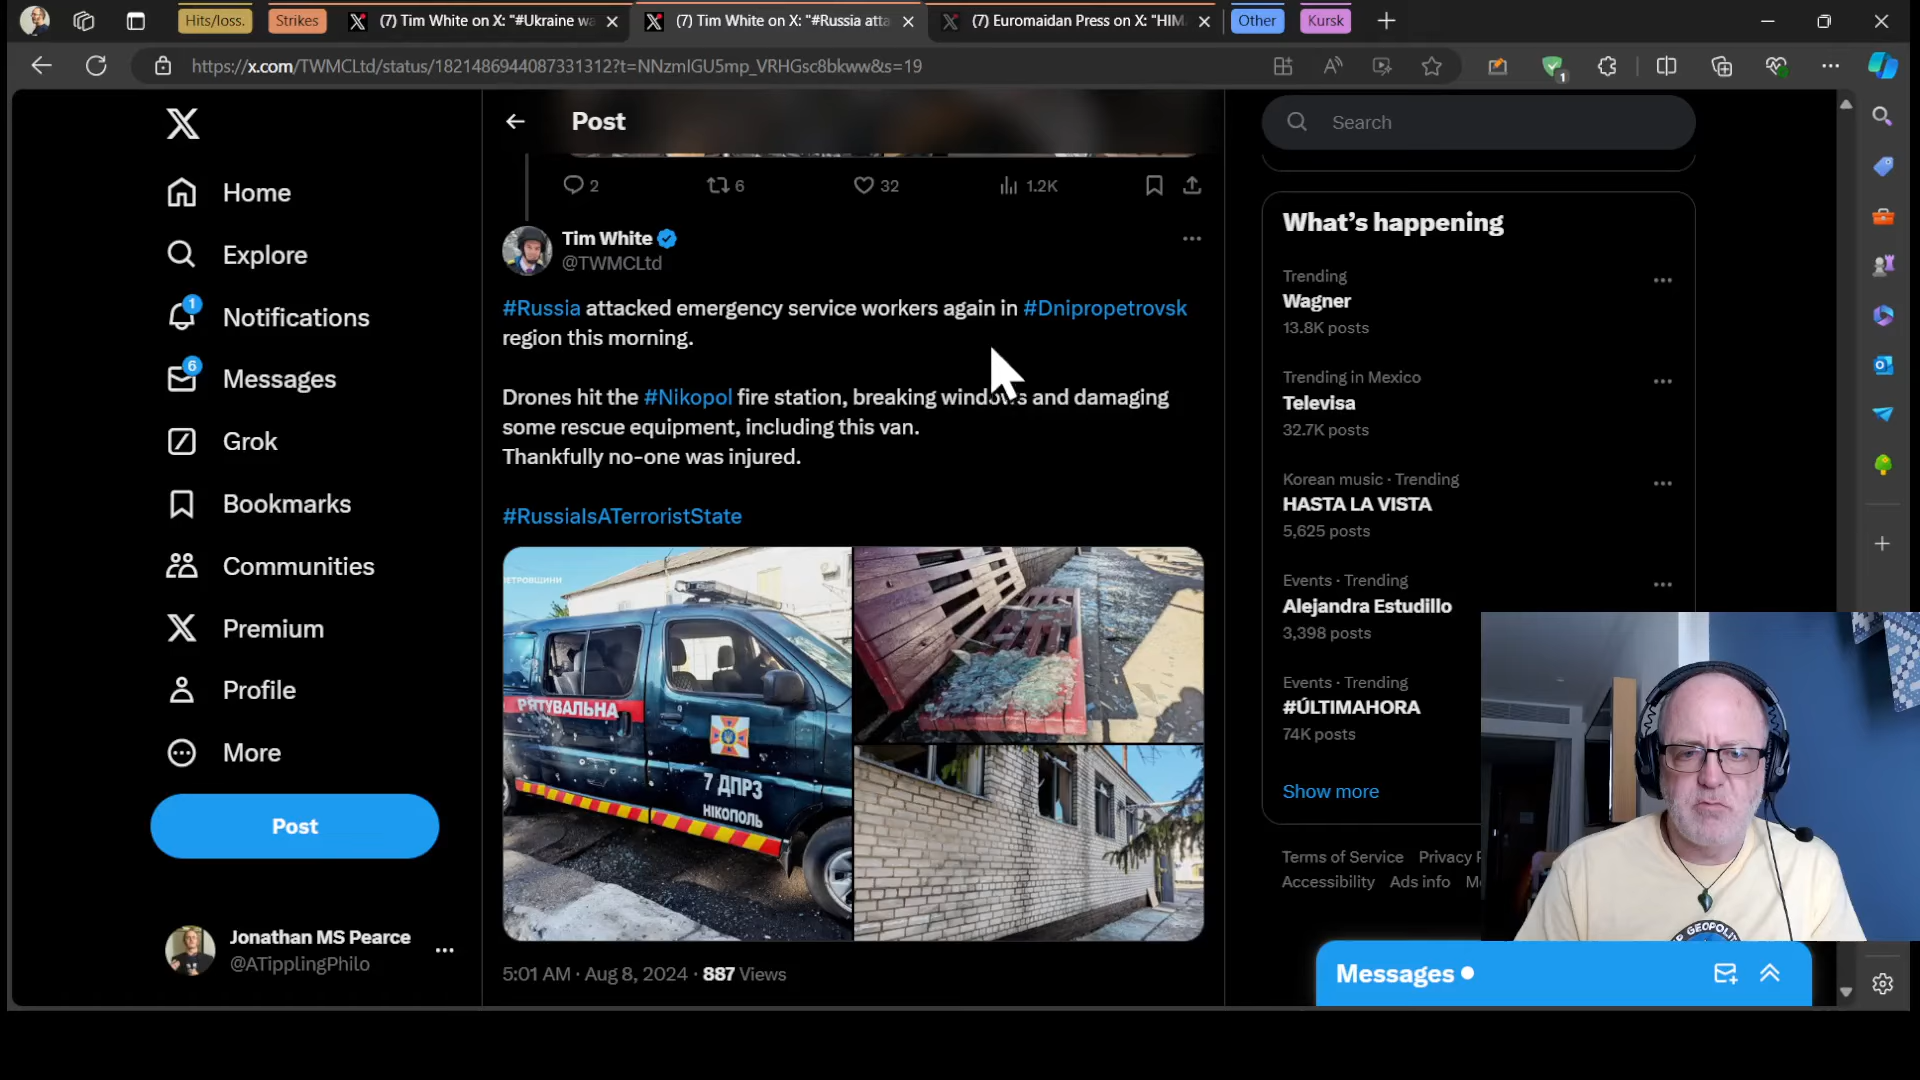 Hits/loss.
Strikes
(7) Tim White on X: "#Ukraine wa
(7) Tim White on X: "#Russia atta
(7) Euromaidan Press on X: "HIM
Other
Kursk
https://x.com/TWMCLtd/status/1821486944087331312?t=NNzmIGU5mp_VRHGsc8bkww&s=19
1
Post
Search
Home
Explore
1
Notifications
6
Messages
Grok
Bookmarks
Communities
Premium
Profile
More
Post
Jonathan MS Pearce
@ATipplingPhilo
2
6
32
1.2K
Tim White
@TWMCLtd
#Russia attacked emergency service workers again in #Dnipropetrovsk
region this morning.
Drones hit the #Nikopol fire station, breaking windows and damaging
some rescue equipment, including this van.
Thankfully no-one was injured.
#RussiaIsATerroristState
ЕТРОВЩИНИ
РЯТУВАЛЬНА
7 ДПРЗ
НІКОПОЛЬ
5:01 AM · Aug 8, 2024 · 887 Views
What's happening
Trending
Wagner
13.8K posts
Trending in Mexico
Televisa
32.7K posts
Korean music · Trending
HASTA LA VISTA
5,625 posts
Events · Trending
Alejandra Estudillo
3,398 posts
Events · Trending
#ÚLTIMAHORA
74K posts
Show more
Terms of Service Privacy P
Accessibility Ads info M
GEOPOLIT
Messages